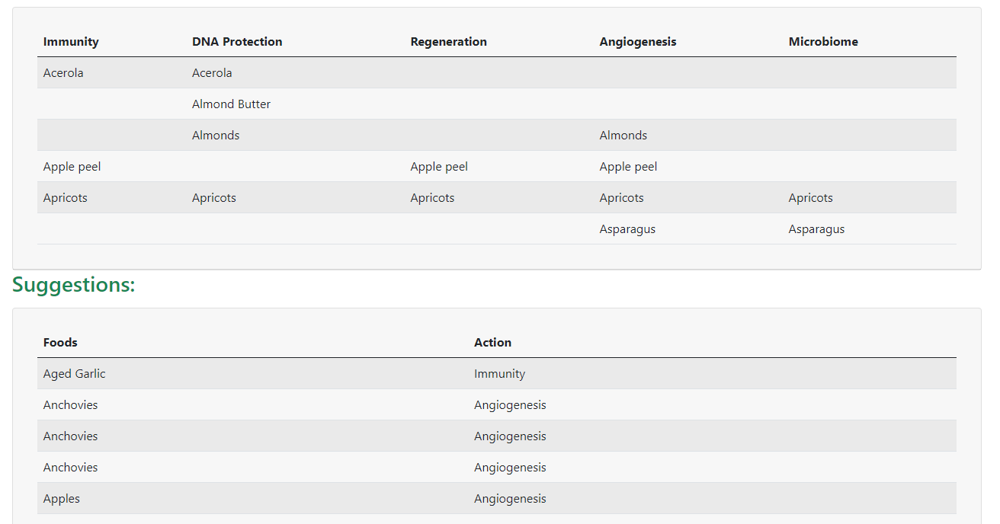 Immunity DNA Protection Regeneration Angiogenesis Microbiome
Acerola Acerola
Almond Butter
Almonds Almonds
Apple peel Apple peel Apple peel
Apricots Apricots Apricots Apricots Apricots
Asparagus Asparagus
Suggestions:
Foods Action
Aged Garlic Immunity
Anchovies Angiogenesis
Anchovies Angiogenesis
Anchovies Angiogenesis
Apples Angiogenesis